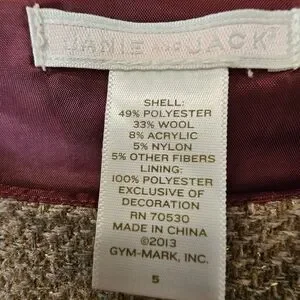 JANIE AND JACK
SHELL:
49% POLYESTER
33% WOOL
8% ACRYLIC
5% NYLON
5% OTHER FIBERS
LINING:
100% POLYESTER
EXCLUSIVE OF
DECORATION
RN 70530
MADE IN CHINA
©2013
GYM-MARK, INC.
5